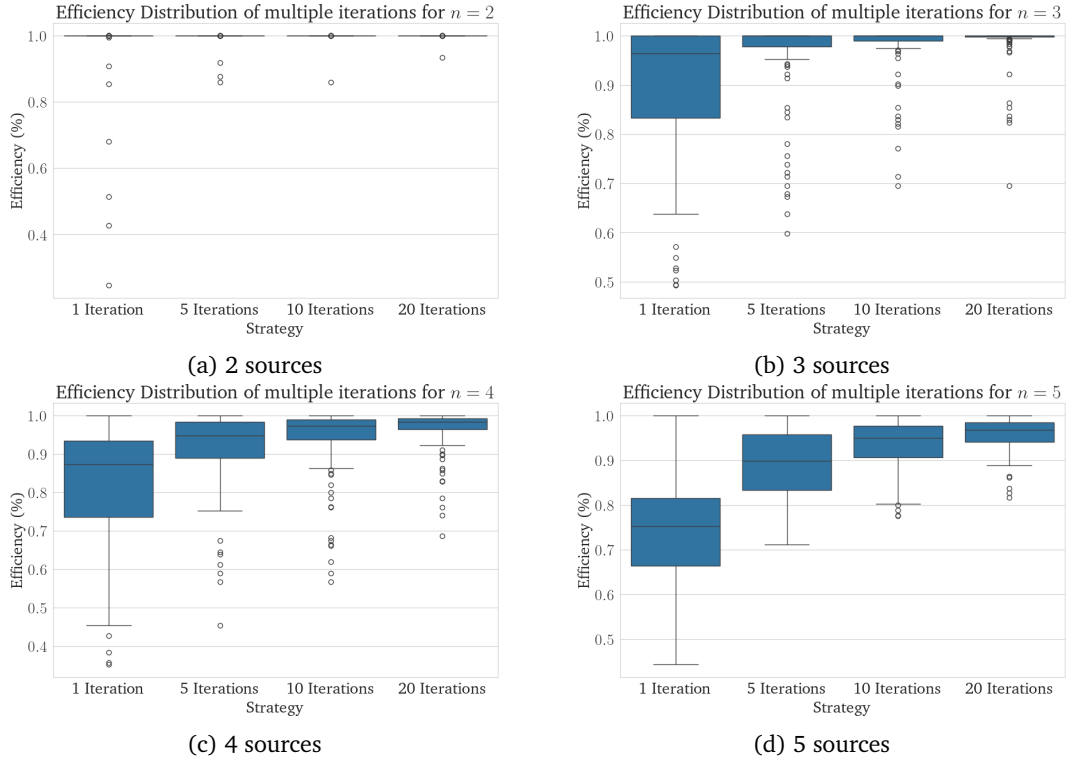 Efficiency Distribution of multiple iterations for n = 2
1.0
0.8
0.6
0.4
Efficiency (%)
1 Iteration 5 Iterations 10 Iterations 20 Iterations
Strategy
(a) 2 sources
Efficiency Distribution of multiple iterations for n = 3
1.0
0.9
0.8
0.7
0.6
0.5
Efficiency (%)
1 Iteration 5 Iterations 10 Iterations 20 Iterations
Strategy
(b) 3 sources
Efficiency Distribution of multiple iterations for n = 4
1.0
0.9
0.8
0.7
0.6
0.5
0.4
Efficiency (%)
1 Iteration 5 Iterations 10 Iterations 20 Iterations
Strategy
(c) 4 sources
Efficiency Distribution of multiple iterations for n = 5
1.0
0.9
0.8
0.7
0.6
0.5
Efficiency (%)
1 Iteration 5 Iterations 10 Iterations 20 Iterations
Strategy
(d) 5 sources